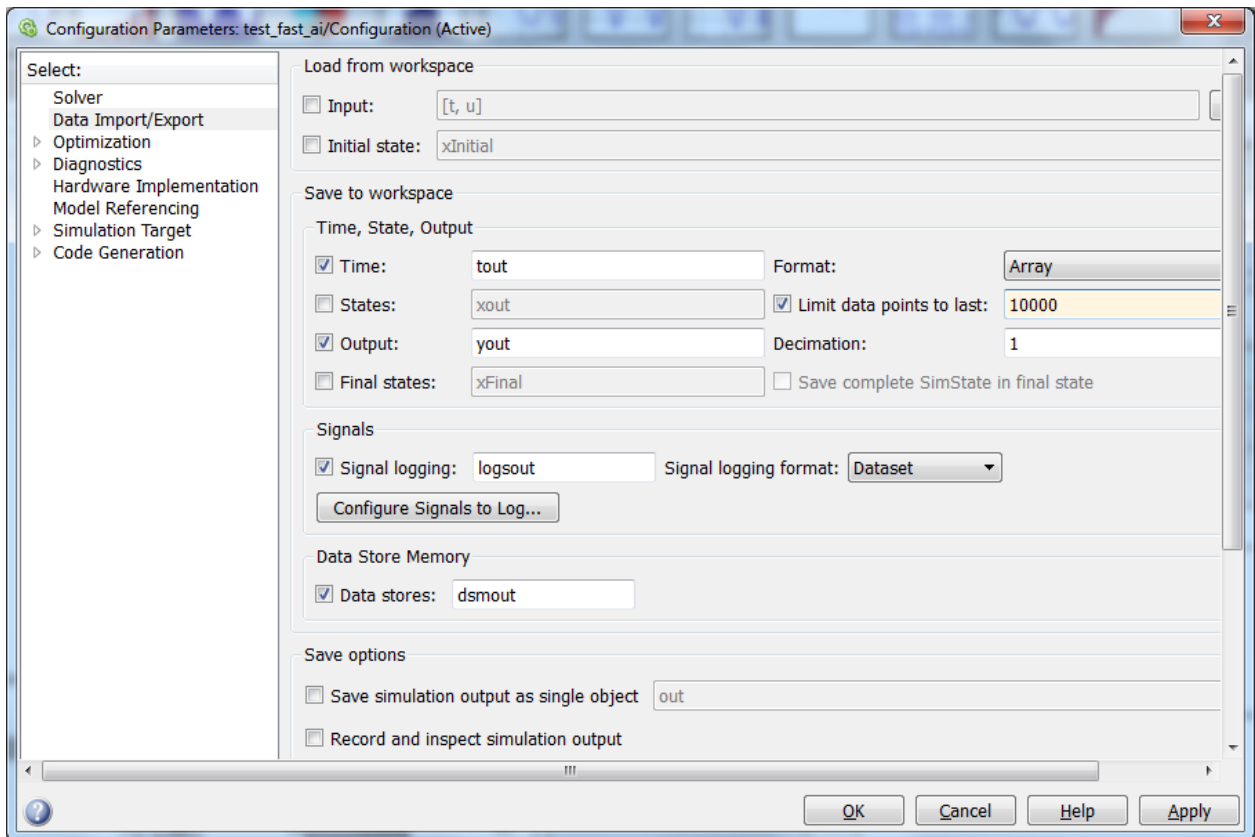 Configuration Parameters: test_fast_ai/Configuration (Active)
Select:
Solver
Data Import/Export
Optimization
Diagnostics
Hardware Implementation
Model Referencing
Simulation Target
Code Generation
Load from workspace
Input: [t, u]
Initial state: xInitial
Save to workspace
Time, State, Output
Time: tout Format: Array
States: xout Limit data points to last: 10000
Output: yout Decimation: 1
Final states: xFinal Save complete SimState in final state
Signals
Signal logging: logsout Signal logging format: Dataset
Configure Signals to Log...
Data Store Memory
Data stores: dsmout
Save options
Save simulation output as single object out
Record and inspect simulation output
OK Cancel Help Apply